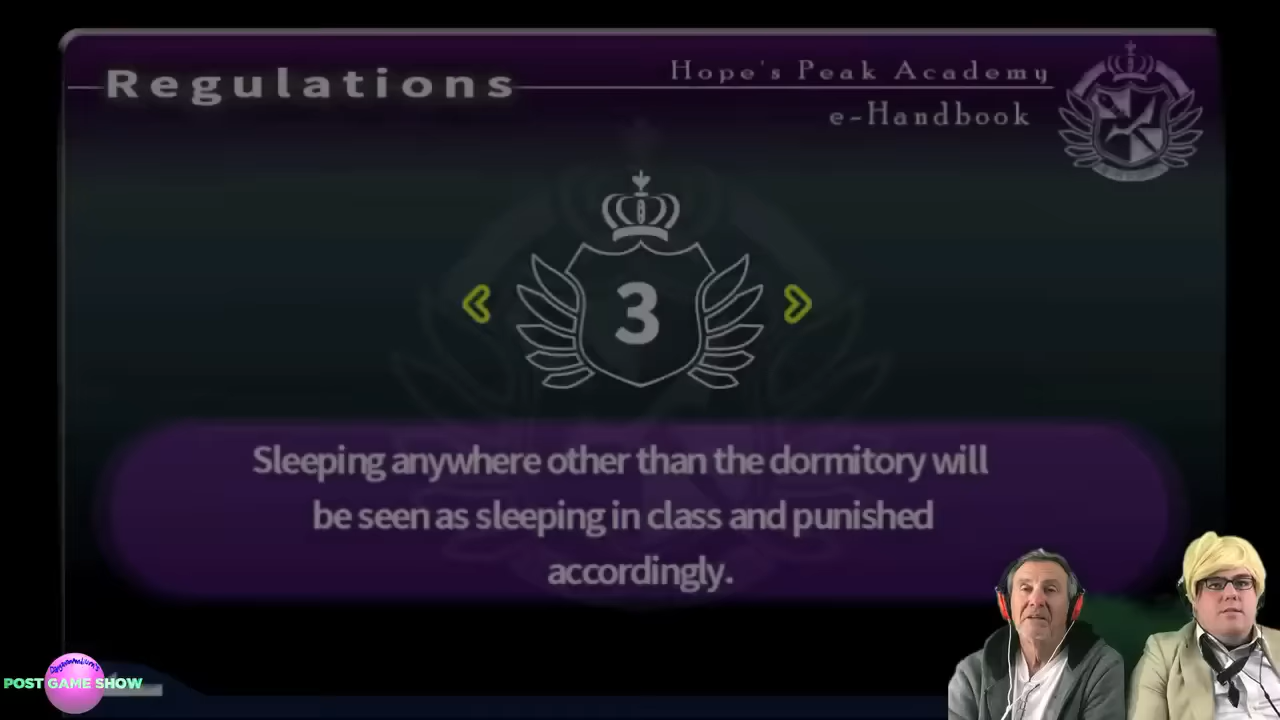 Regulations
Hope's Peak Academy
e-Handbook
3
Sleeping anywhere other than the dormitory will
be seen as sleeping in class and punished
accordingly.
POST GAME SHOW